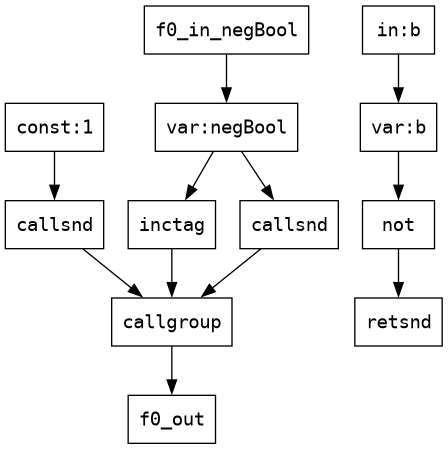 f0_in_negBool
in:b
const:1
var:negBool
var:b
callsnd
inctag
callsnd
not
callgroup
retsnd
f0_out